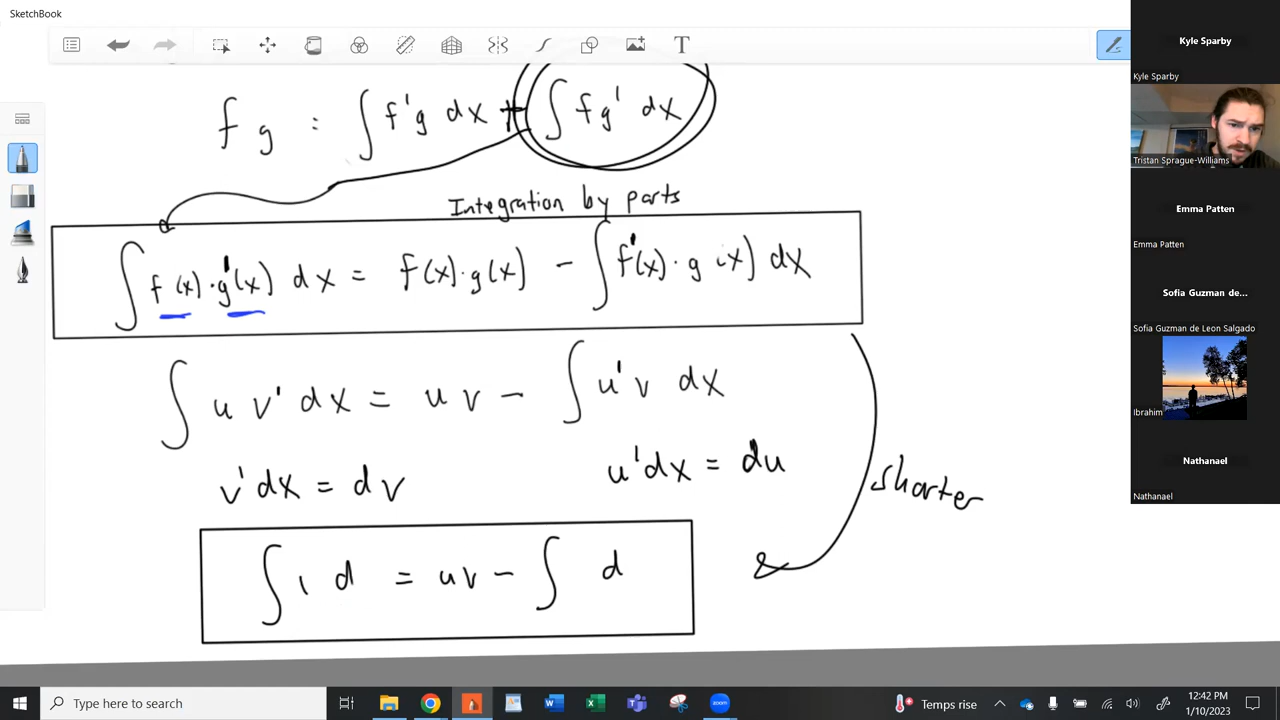 SketchBook
f g = ∫ f'g dx + ∫ fg' dx
Integration by parts
∫ f(x)·g'(x) dx = f(x)·g(x) − ∫ f'(x)·g(x) dx
∫ u v' dx = u v − ∫ u' v dx
v' dx = dv
u' dx = du
shorter
∫ d = uv − ∫ d
Kyle Sparby
Kyle Sparby
Tristan Sprague-Williams
Emma Patten
Emma Patten
Sofia Guzman de...
Sofia Guzman de Leon Salgado
Ibrahim
Nathanael
Nathanael
Type here to search
Temps rise
12:42 PM
1/10/2023